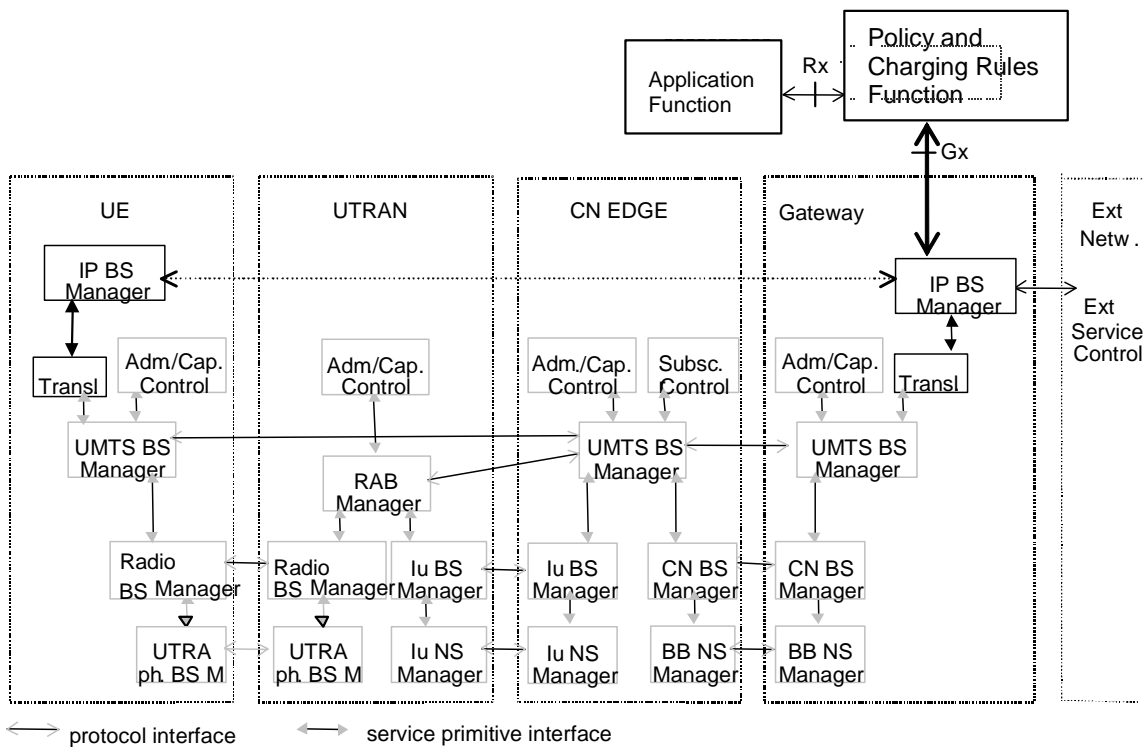 Policy and
Charging Rules
Function
Rx
Application
Function
Gx
UE
UTRAN
CN EDGE
Gateway
Ext
Netw .
IP BS
Manager
IP BS
Manager
Ext
Service
Control
Transl
Adm./Cap.
Control
Adm/Cap.
Control
Adm./Cap.
Control
Subsc.
Control
Adm/Cap.
Control
Transl
UMTS BS
Manager
UMTS BS
Manager
UMTS BS
Manager
RAB
Manager
Radio
BS Manager
Radio
BS Manager
Iu BS
Manager
Iu BS
Manager
CN BS
Manager
CN BS
Manager
UTRA
ph. BS M
UTRA
ph. BS M
Iu NS
Manager
Iu NS
Manager
BB NS
Manager
BB NS
Manager
protocol interface
service primitive interface